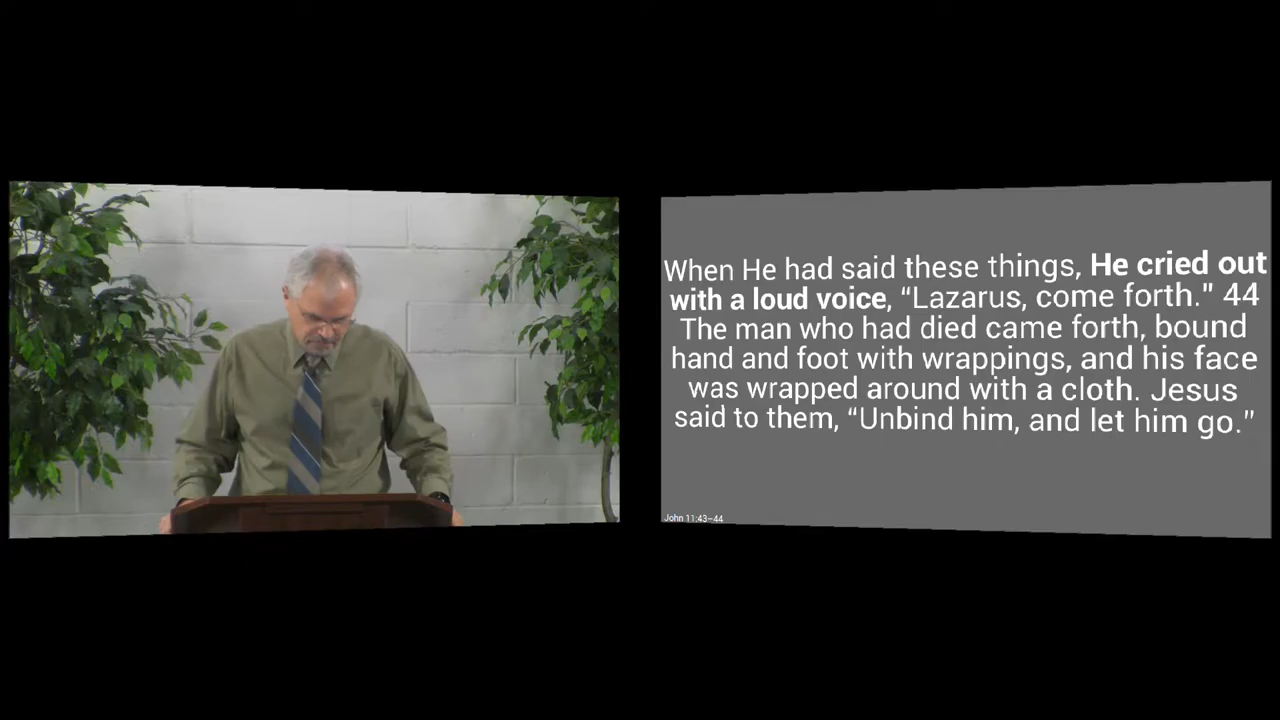 When He had said these things, He cried out
with a loud voice, “Lazarus, come forth.” 44
The man who had died came forth, bound
hand and foot with wrappings, and his face
was wrapped around with a cloth. Jesus
said to them, “Unbind him, and let him go.”
John 11:43–44